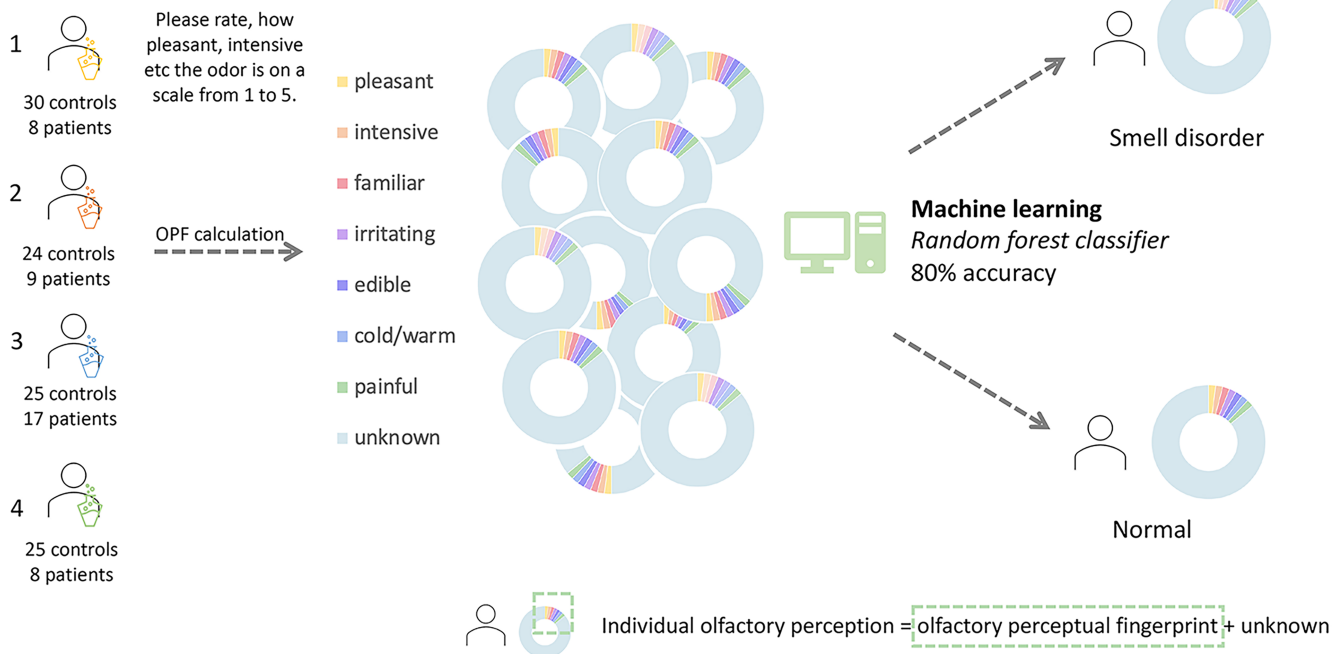 1
30 controls
8 patients
Please rate, how
pleasant, intensive
etc the odor is on a
scale from 1 to 5.
2
24 controls
9 patients
OPF calculation
3
25 controls
17 patients
4
25 controls
8 patients
pleasant
intensive
familiar
irritating
edible
cold/warm
painful
unknown
Machine learning
Random forest classifier
80% accuracy
Smell disorder
Normal
Individual olfactory perception = olfactory perceptual fingerprint + unknown